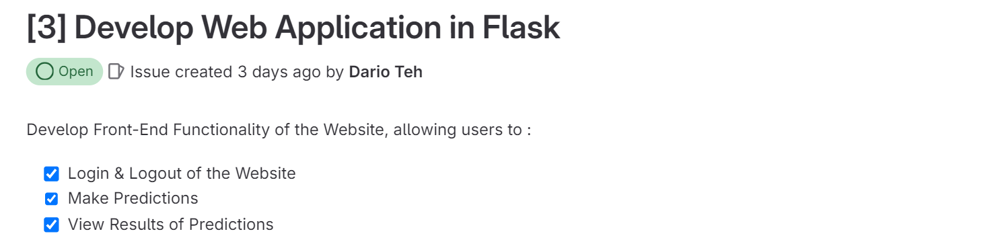 [3] Develop Web Application in Flask
Open Issue created 3 days ago by Dario Teh
Develop Front-End Functionality of the Website, allowing users to :
Login & Logout of the Website
Make Predictions
View Results of Predictions